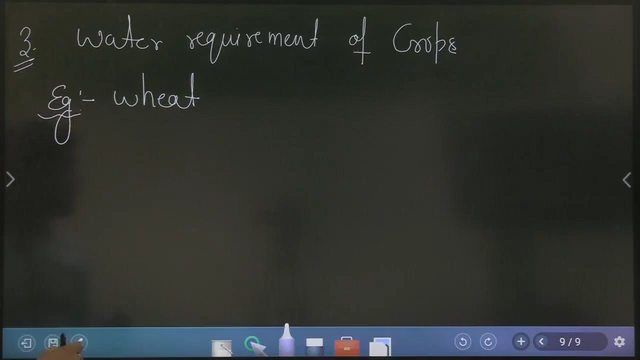 3. Water requirement of Crops
Eg:- wheat
9/9